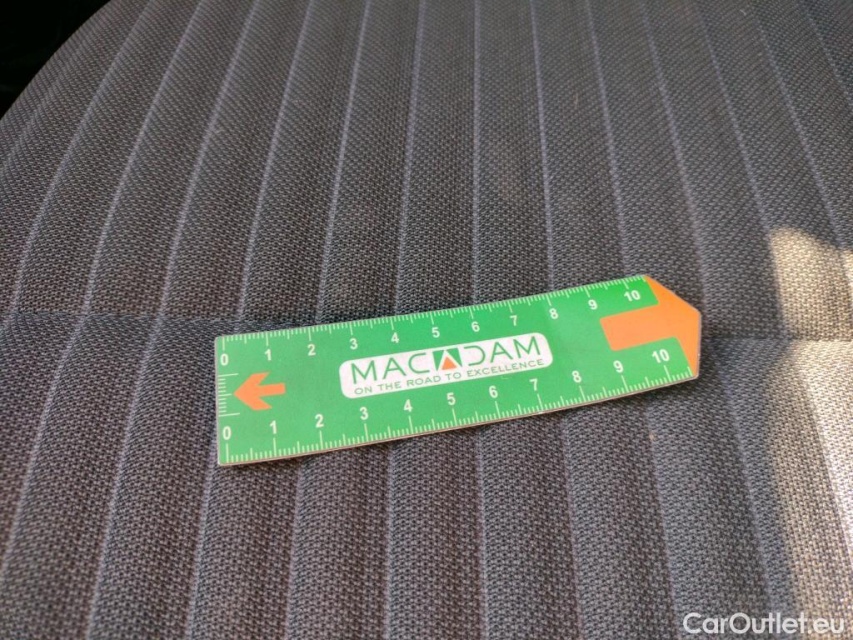 0 1 2 3 4 5 6 7 8 9 10
MACADAM
ON THE ROAD TO EXCELLENCE
0 1 2 3 4 5 6 7 8 9 10
CarOutlet.eu